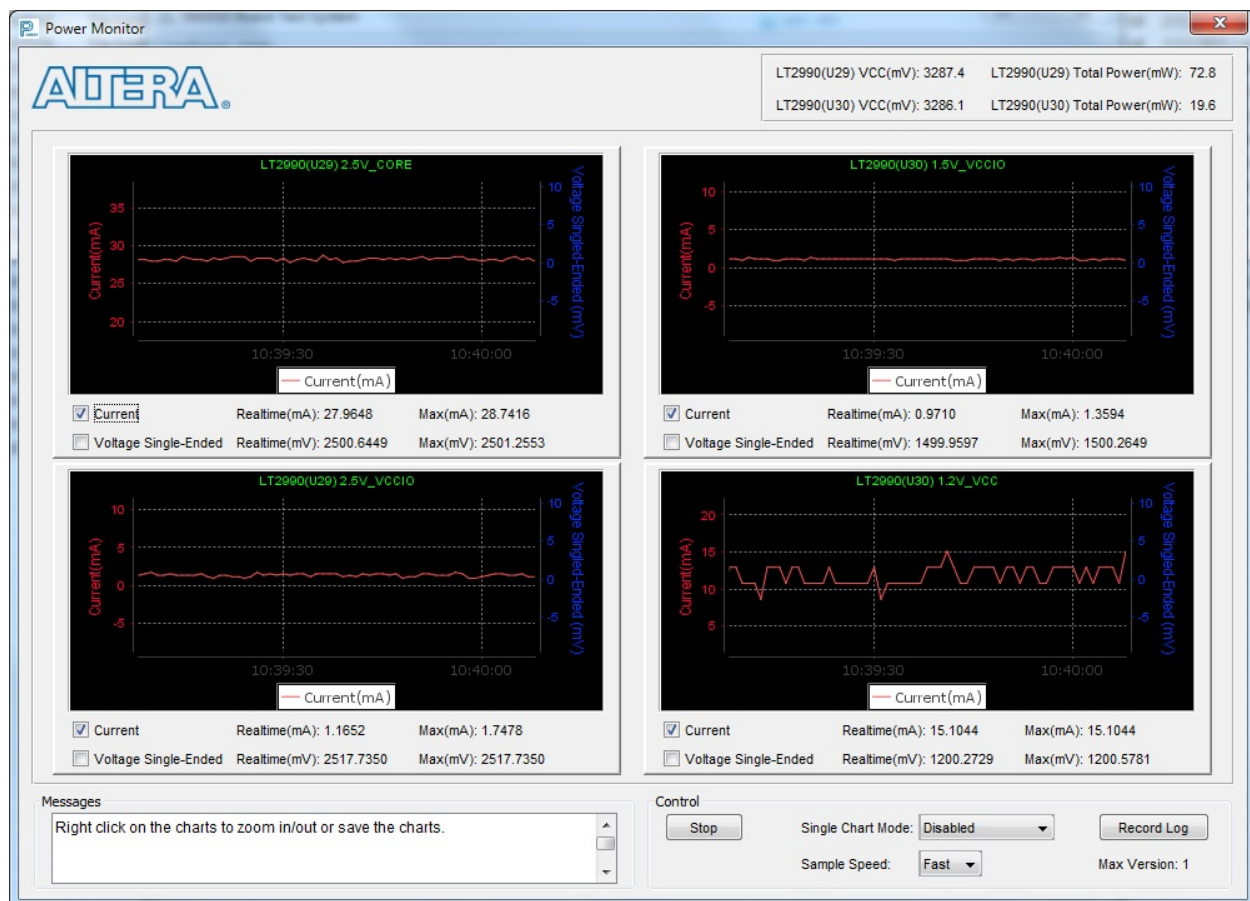 Power Monitor
ALTERA®
LT2990(U29) VCC(mV): 3287.4 LT2990(U29) Total Power(mW): 72.8
LT2990(U30) VCC(mV): 3286.1 LT2990(U30) Total Power(mW): 19.6
LT2990(U29) 2.5V_CORE
Current(mA)
35
30
25
20
10
5
0
-5
Voltage Singled-Ended (mV)
10:39:30 10:40:00
Current(mA)
Current Realtime(mA): 27.9648 Max(mA): 28.7416
Voltage Single-Ended Realtime(mV): 2500.6449 Max(mV): 2501.2553
LT2990(U30) 1.5V_VCCIO
Current(mA)
10
5
0
-5
10
5
0
-5
Voltage Singled-Ended (mV)
10:39:30 10:40:00
Current(mA)
Current Realtime(mA): 0.9710 Max(mA): 1.3594
Voltage Single-Ended Realtime(mV): 1499.9597 Max(mV): 1500.2649
LT2990(U29) 2.5V_VCCIO
Current(mA)
10
5
0
-5
10
5
0
-5
Voltage Singled-Ended (mV)
10:39:30 10:40:00
Current(mA)
Current Realtime(mA): 1.1652 Max(mA): 1.7478
Voltage Single-Ended Realtime(mV): 2517.7350 Max(mV): 2517.7350
LT2990(U30) 1.2V_VCC
Current(mA)
20
15
10
5
10
5
0
-5
Voltage Singled-Ended (mV)
10:39:30 10:40:00
Current(mA)
Current Realtime(mA): 15.1044 Max(mA): 15.1044
Voltage Single-Ended Realtime(mV): 1200.2729 Max(mV): 1200.5781
Messages
Right click on the charts to zoom in/out or save the charts.
Control
Stop Single Chart Mode: Disabled Record Log
Sample Speed: Fast Max Version: 1